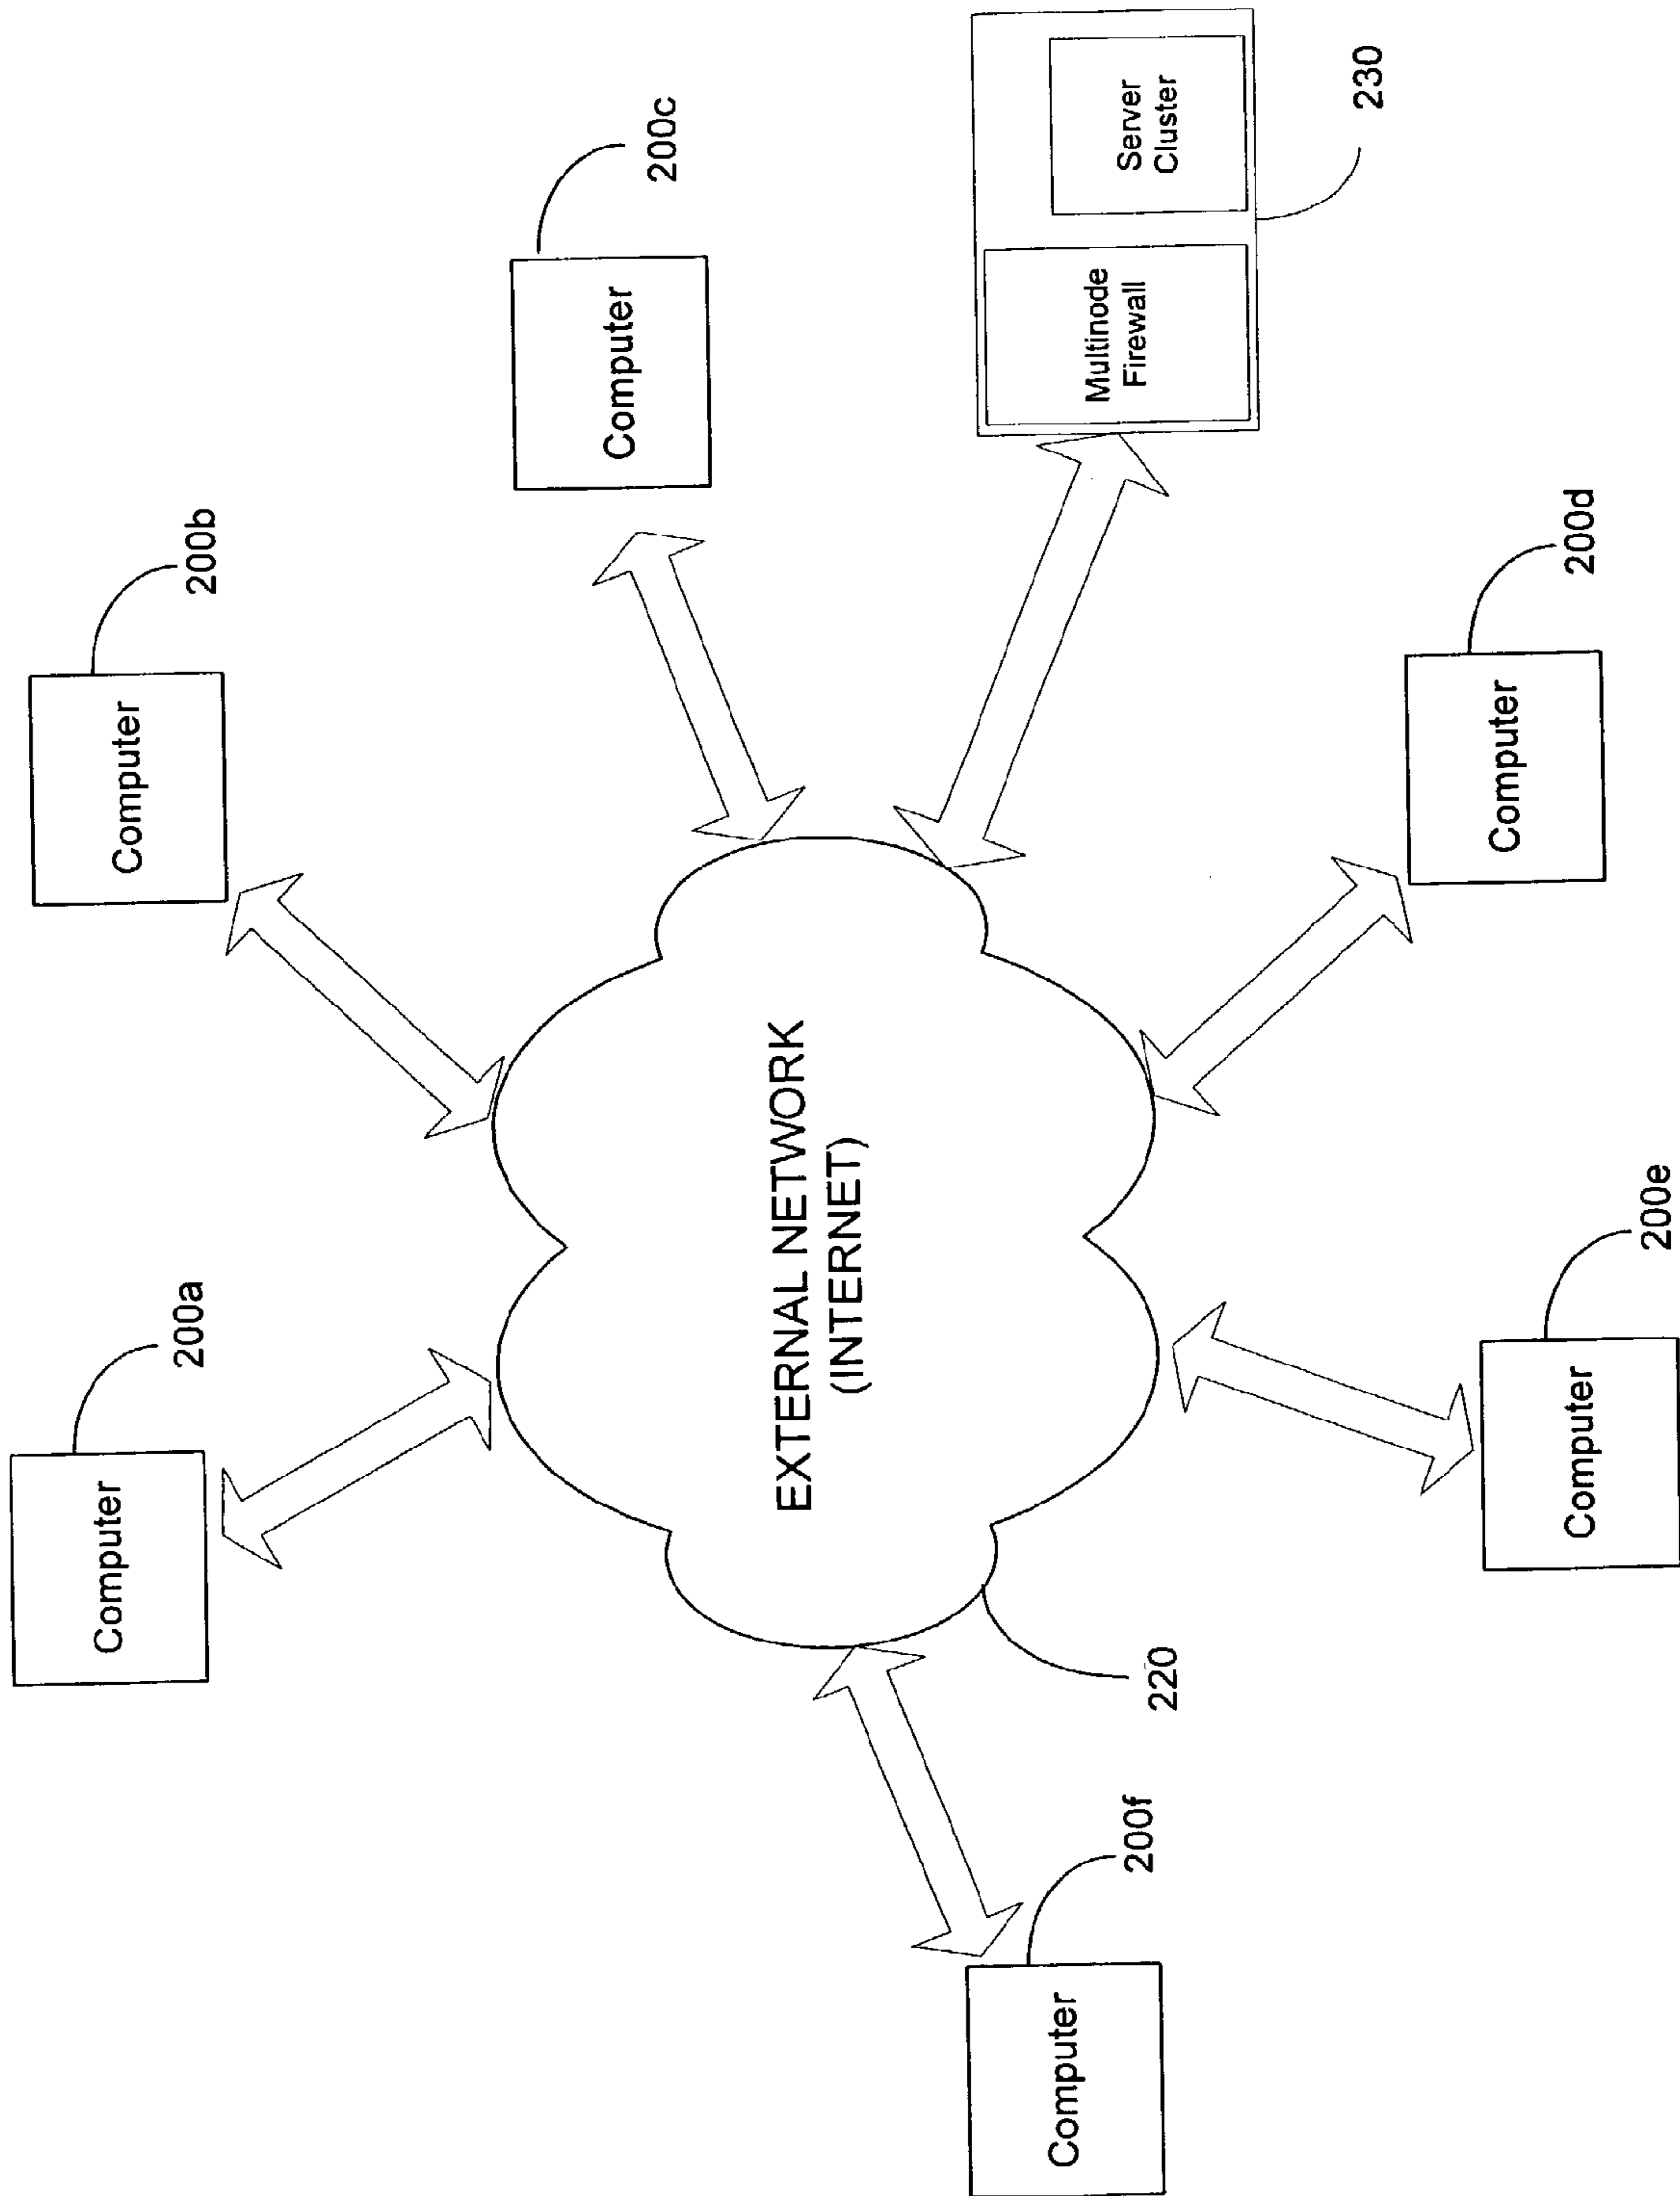 Computer
200a
Computer
200b
Computer
200c
EXTERNAL NETWORK
(INTERNET)
220
Multinode
Firewall
Server
Cluster
230
Computer
200f
Computer
200e
Computer
200d